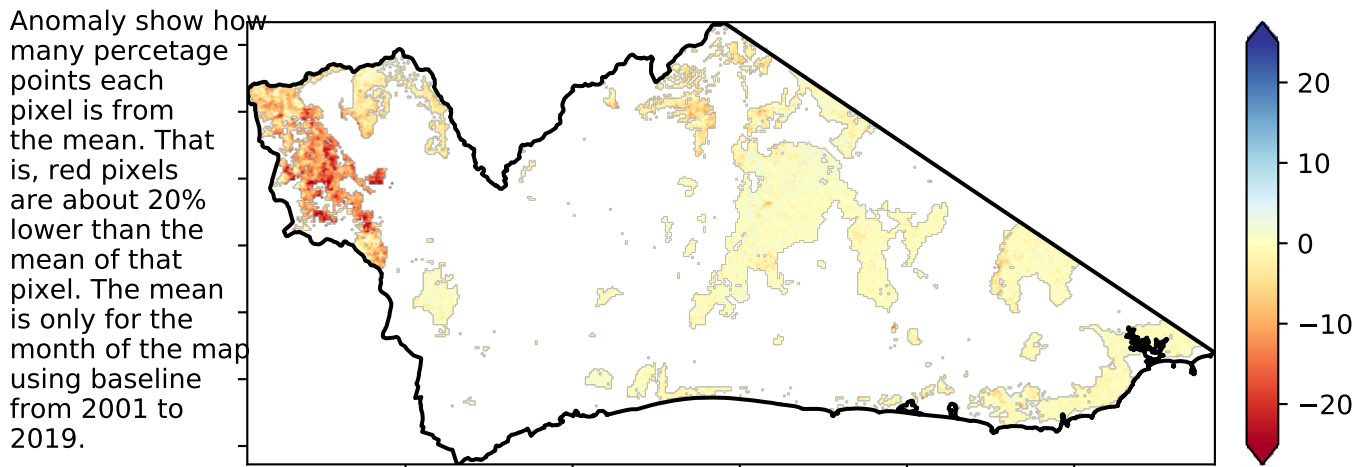 Anomaly show how
many percetage
points each
pixel is from
the mean. That
is, red pixels
are about 20%
lower than the
mean of that
pixel. The mean
is only for the
month of the map
using baseline
from 2001 to
2019.
20
10
0
−10
−20